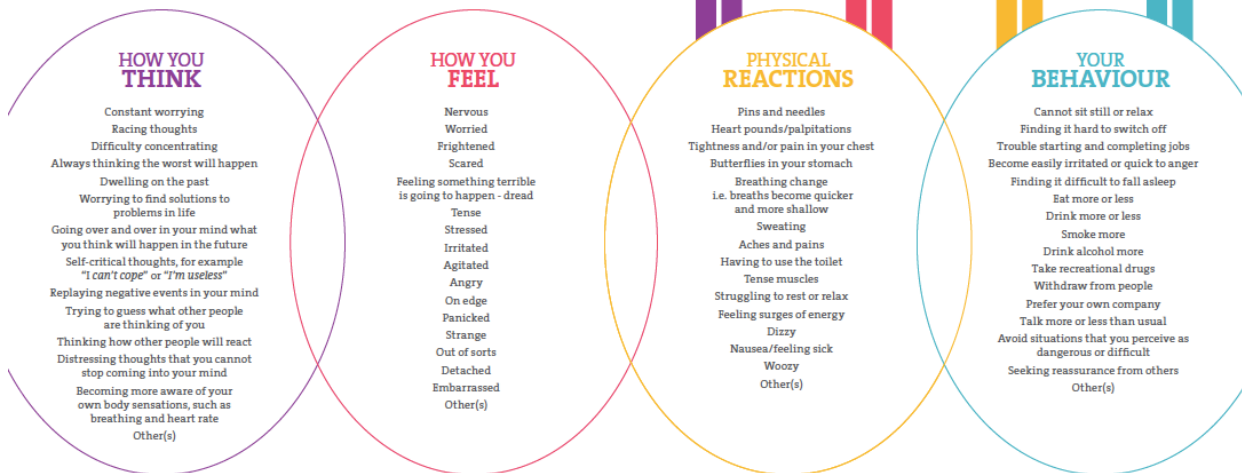 HOW YOU
THINK
Constant worrying
Racing thoughts
Difficulty concentrating
Always thinking the worst will happen
Dwelling on the past
Worrying to find solutions to
problems in life
Going over and over in your mind what
you think will happen in the future
Self-critical thoughts, for example
"I can't cope" or "I'm useless"
Replaying negative events in your mind
Trying to guess what other people
are thinking of you
Thinking how other people will react
Distressing thoughts that you cannot
stop coming into your mind
Becoming more aware of your
own body sensations, such as
breathing and heart rate
Other(s)
HOW YOU
FEEL
Nervous
Worried
Frightened
Scared
Feeling something terrible
is going to happen - dread
Tense
Stressed
Irritated
Agitated
Angry
On edge
Panicked
Strange
Out of sorts
Detached
Embarrassed
Other(s)
PHYSICAL
REACTIONS
Pins and needles
Heart pounds/palpitations
Tightness and/or pain in your chest
Butterflies in your stomach
Breathing change
i.e. breaths become quicker
and more shallow
Sweating
Aches and pains
Having to use the toilet
Tense muscles
Struggling to rest or relax
Feeling surges of energy
Dizzy
Nausea/feeling sick
Woozy
Other(s)
YOUR
BEHAVIOUR
Cannot sit still or relax
Finding it hard to switch off
Trouble starting and completing jobs
Become easily irritated or quick to anger
Finding it difficult to fall asleep
Eat more or less
Drink more or less
Smoke more
Drink alcohol more
Take recreational drugs
Withdraw from people
Prefer your own company
Talk more or less than usual
Avoid situations that you perceive as
dangerous or difficult
Seeking reassurance from others
Other(s)